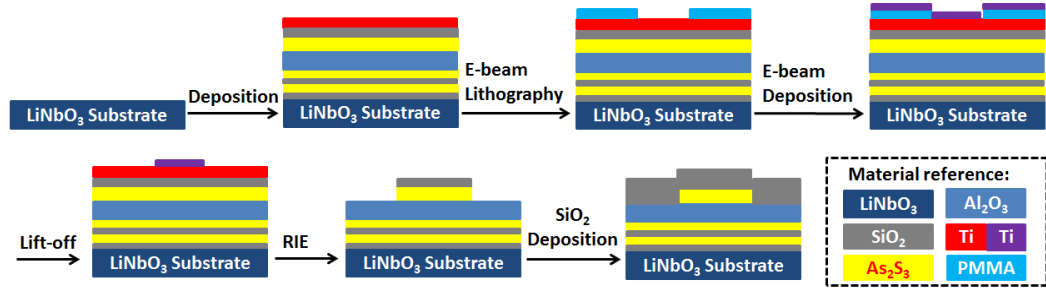 LiNbO₃ Substrate
Deposition
LiNbO₃ Substrate
E-beam
Lithography
LiNbO₃ Substrate
E-beam
Deposition
LiNbO₃ Substrate
Lift-off
LiNbO₃ Substrate
RIE
LiNbO₃ Substrate
SiO₂
Deposition
LiNbO₃ Substrate
Material reference:
LiNbO₃ Al₂O₃
SiO₂ Ti Ti
As₂S₃ PMMA